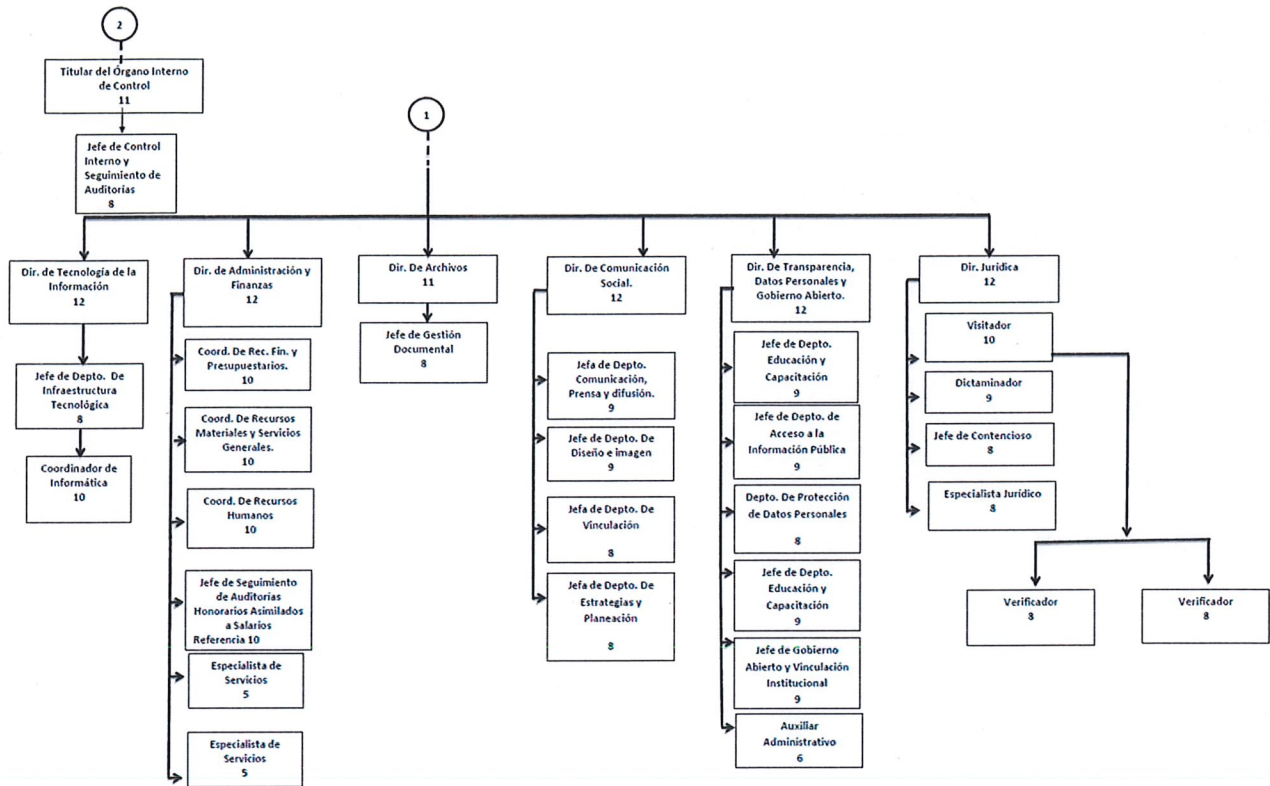 2
Titular del Órgano Interno
de Control
11
Jefe de Control
Interno y
Seguimiento de
Auditorías
8
1
Dir. de Tecnología de la
Información
12
Jefe de Depto. De
Infraestructura
Tecnológica
8
Coordinador de
Informática
10
Dir. de Administración y
Finanzas
12
Coord. De Rec. Fin. y
Presupuestarios.
10
Coord. De Recursos
Materiales y Servicios
Generales.
10
Coord. De Recursos
Humanos
10
Jefe de Seguimiento
de Auditorías
Honorarios Asimilados
a Salarios
Referencia 10
Especialista de
Servicios
5
Especialista de
Servicios
5
Dir. De Archivos
11
Jefe de Gestión
Documental
8
Dir. De Comunicación
Social.
12
Jefa de Depto.
Comunicación,
Prensa y difusión.
9
Jefe de Depto. De
Diseño e imagen
9
Jefa de Depto. De
Vinculación
8
Jefa de Depto. De
Estrategias y
Planeación
8
Dir. De Transparencia,
Datos Personales y
Gobierno Abierto.
12
Jefe de Depto.
Educación y
Capacitación
9
Jefe de Depto. de
Acceso a la
Información Pública
9
Depto. De Protección
de Datos Personales
8
Jefe de Depto.
Educación y
Capacitación
9
Jefe de Gobierno
Abierto y Vinculación
Institucional
9
Auxiliar
Administrativo
6
Dir. Jurídica
12
Visitador
10
Dictaminador
9
Jefe de Contencioso
8
Especialista Jurídico
8
Verificador
8
Verificador
8